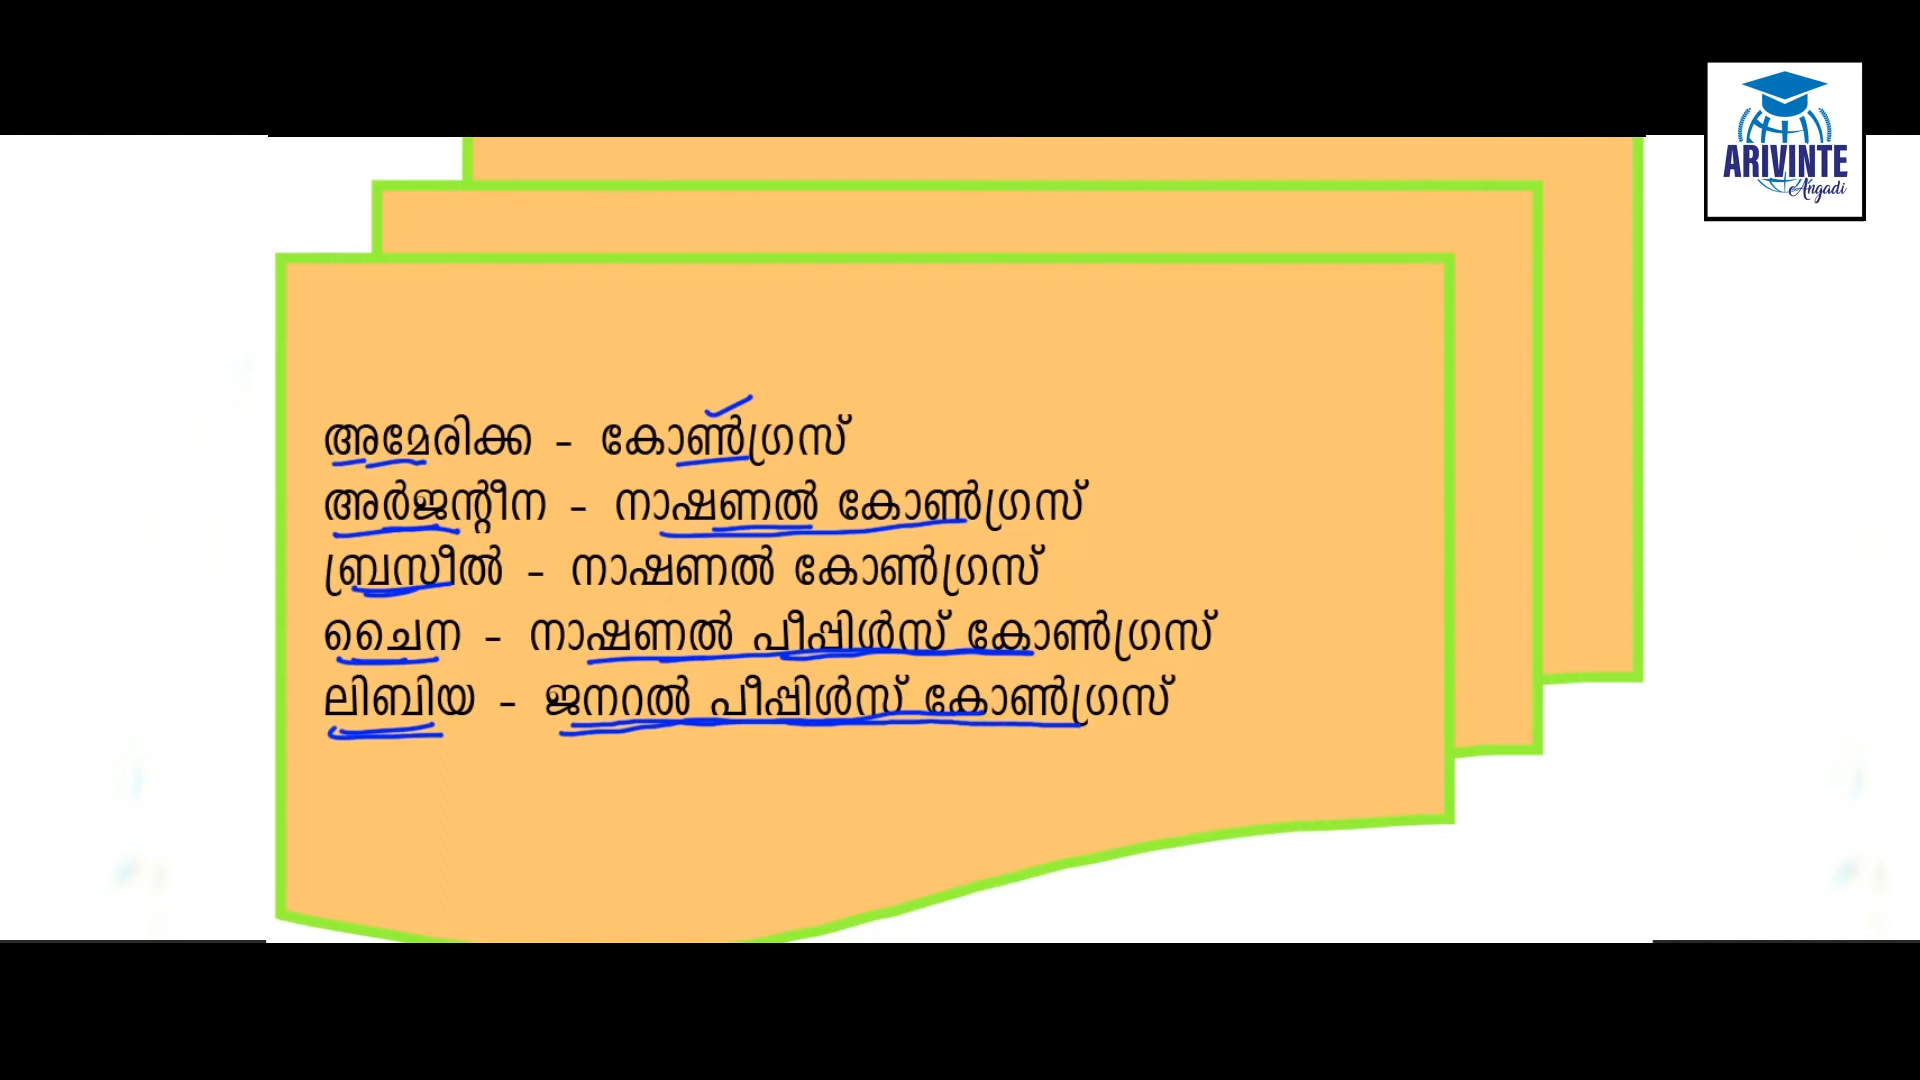 ARIVINTE
Angadi
അമേരിക്ക - കോൺഗ്രസ്
അർജന്റീന - നാഷണൽ കോൺഗ്രസ്
ബ്രസീൽ - നാഷണൽ കോൺഗ്രസ്
ചൈന - നാഷണൽ പീപ്പിൾസ് കോൺഗ്രസ്
ലിബിയ - ജനറൽ പീപ്പിൾസ് കോൺഗ്രസ്